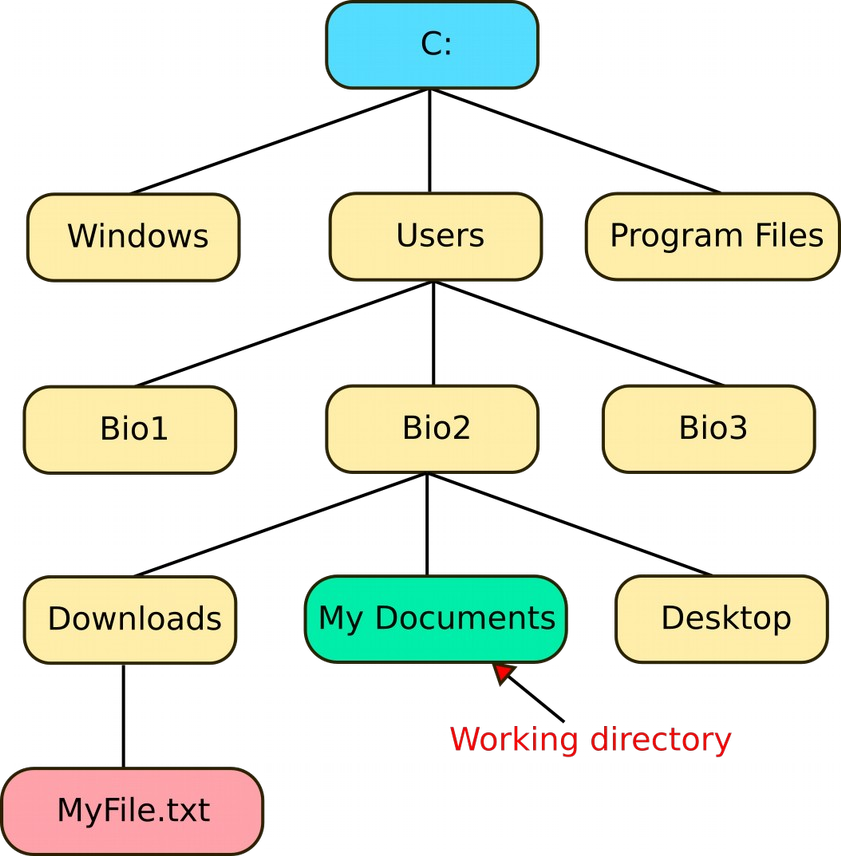 C:
Windows
Users
Program Files
Bio1
Bio2
Bio3
Downloads
My Documents
Desktop
Working directory
MyFile.txt